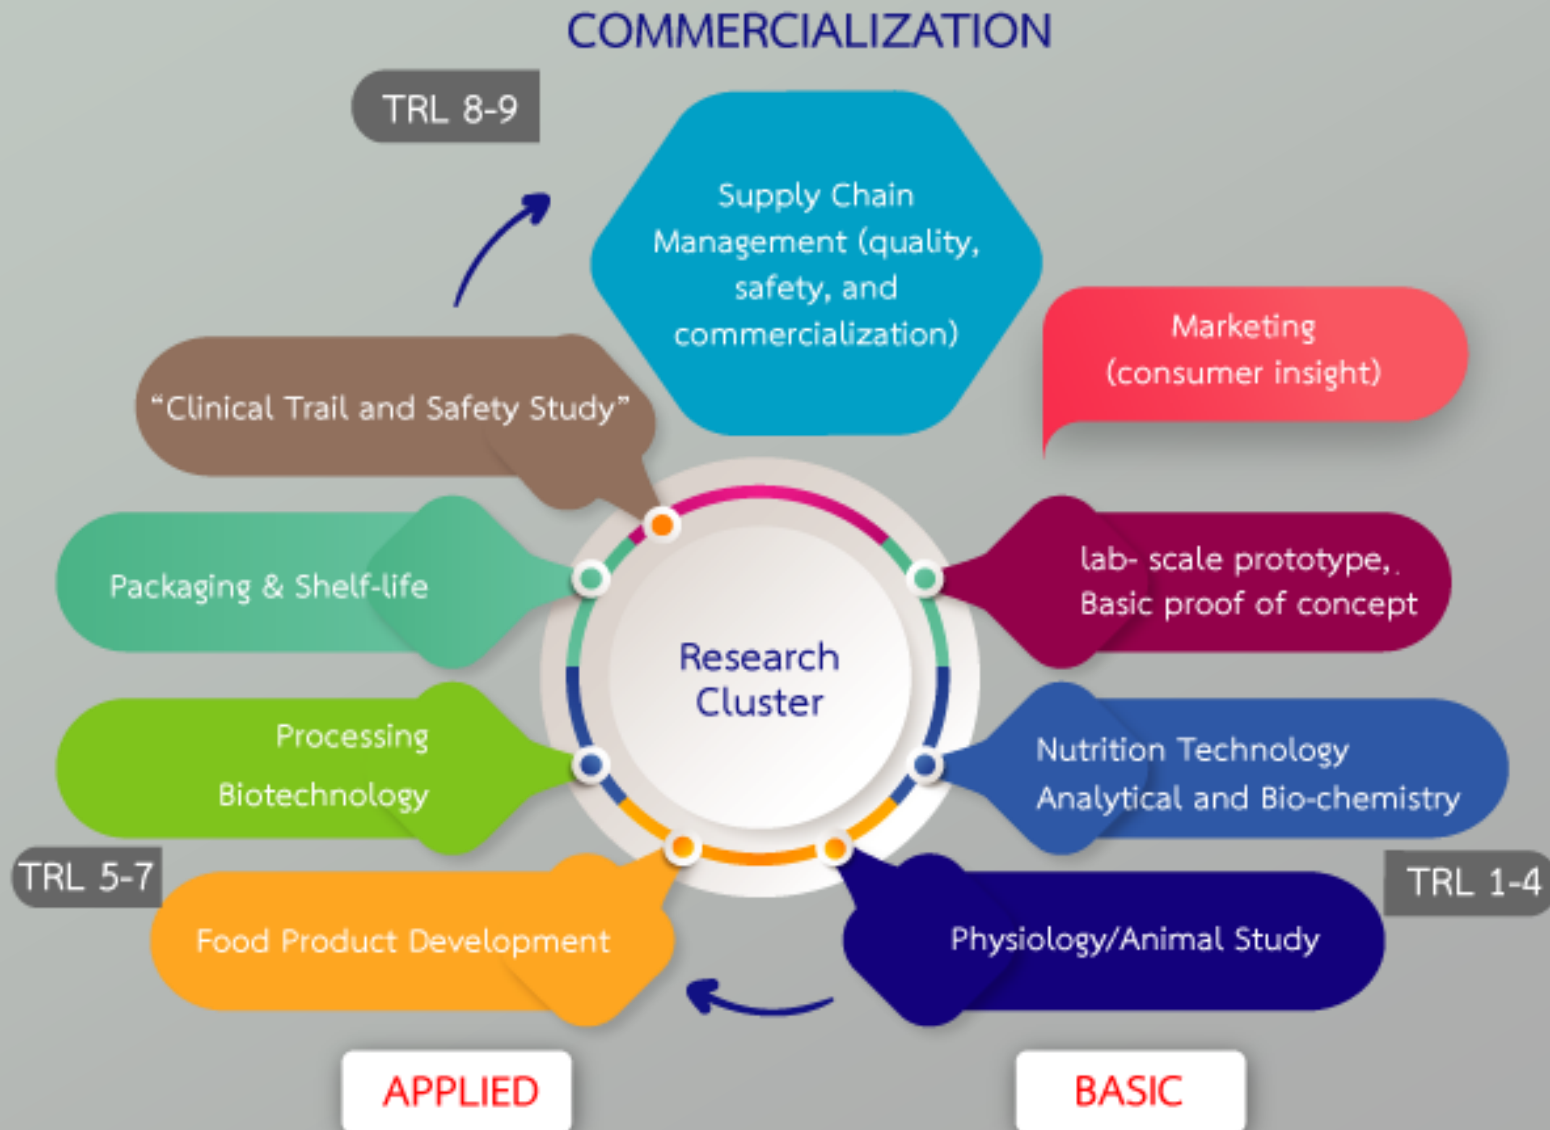 COMMERCIALIZATION
TRL 8-9
Supply Chain
Management (quality,
safety, and
commercialization)
Marketing
(consumer insight)
“Clinical Trail and Safety Study”
Packaging & Shelf-life
lab- scale prototype, .
Basic proof of concept
Research
Cluster
Processing
Biotechnology
Nutrition Technology
Analytical and Bio-chemistry
TRL 5-7
TRL 1-4
Food Product Development
Physiology/Animal Study
APPLIED
BASIC